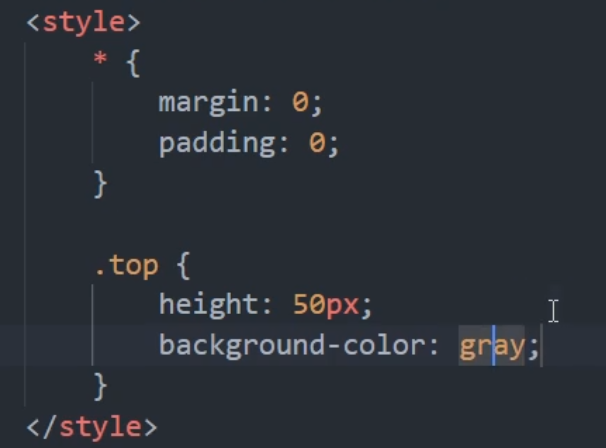 <style>
* {
margin: 0;
padding: 0;
}
.top {
height: 50px;
background-color: gray;
}
</style>